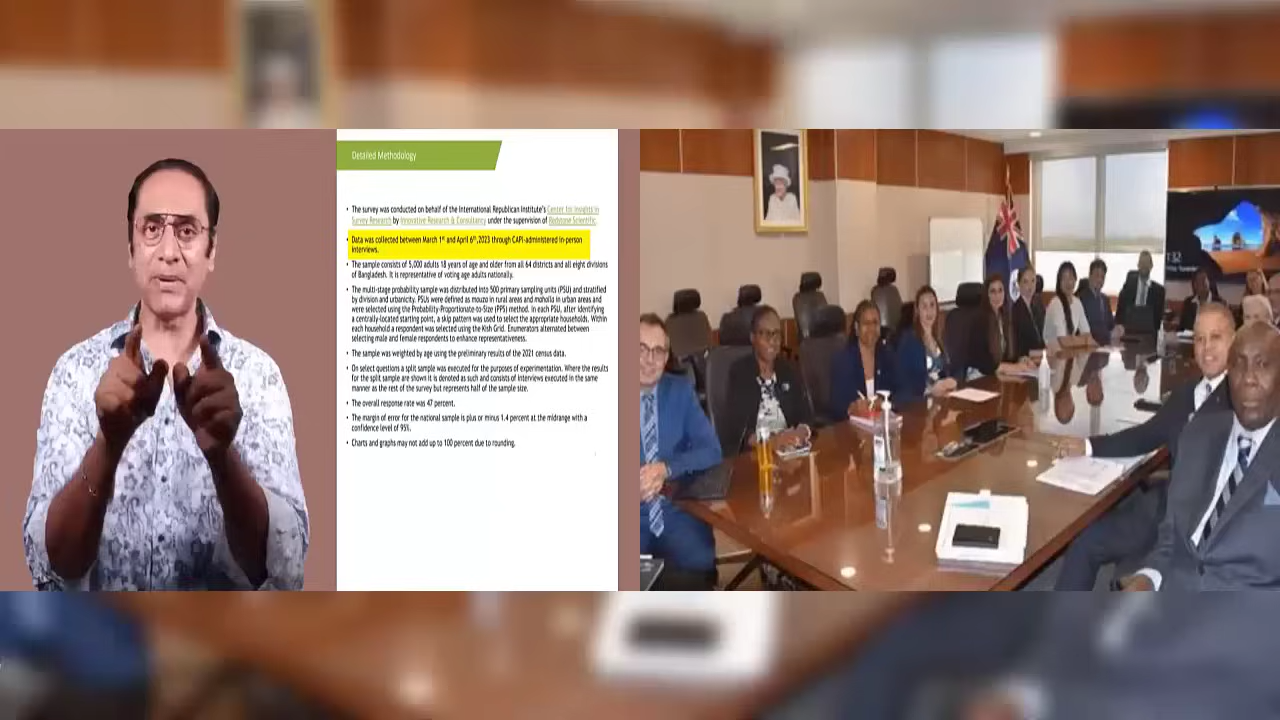 Detailed Methodology
• The survey was conducted on behalf of the International Republican Institute's Center for Insights in
Survey Research by Innovative Research & Consultancy under the supervision of Redstone Scientific.
• Data was collected between March 1st and April 6th,2023 through CAPI-administered in-person
interviews.
• The sample consists of 5,000 adults 18 years of age and older from all 64 districts and all eight divisions
of Bangladesh. It is representative of voting age adults nationally.
• The multi-stage probability sample was distributed into 500 primary sampling units (PSU) and stratified
by division and urbanicity. PSUs were defined as mouzo in rural areas and moholla in urban areas and
were selected using the Probability-Proportionate-to-Size (PPS) method. In each PSU, after identifying
a centrally-located starting point, a skip pattern was used to select the appropriate households. Within
each household a respondent was selected using the Kish Grid. Enumerators alternated between
selecting male and female respondents to enhance representativeness.
• The sample was weighted by age using the preliminary results of the 2021 census data.
• On select questions a split sample was executed for the purposes of experimentation. Where the results
for the split sample are shown it is denoted as such and consists of interviews executed in the same
manner as the rest of the survey but represents half of the sample size.
• The overall response rate was 47 percent.
• The margin of error for the national sample is plus or minus 1.4 percent at the midrange with a
confidence level of 95%.
• Charts and graphs may not add up to 100 percent due to rounding.